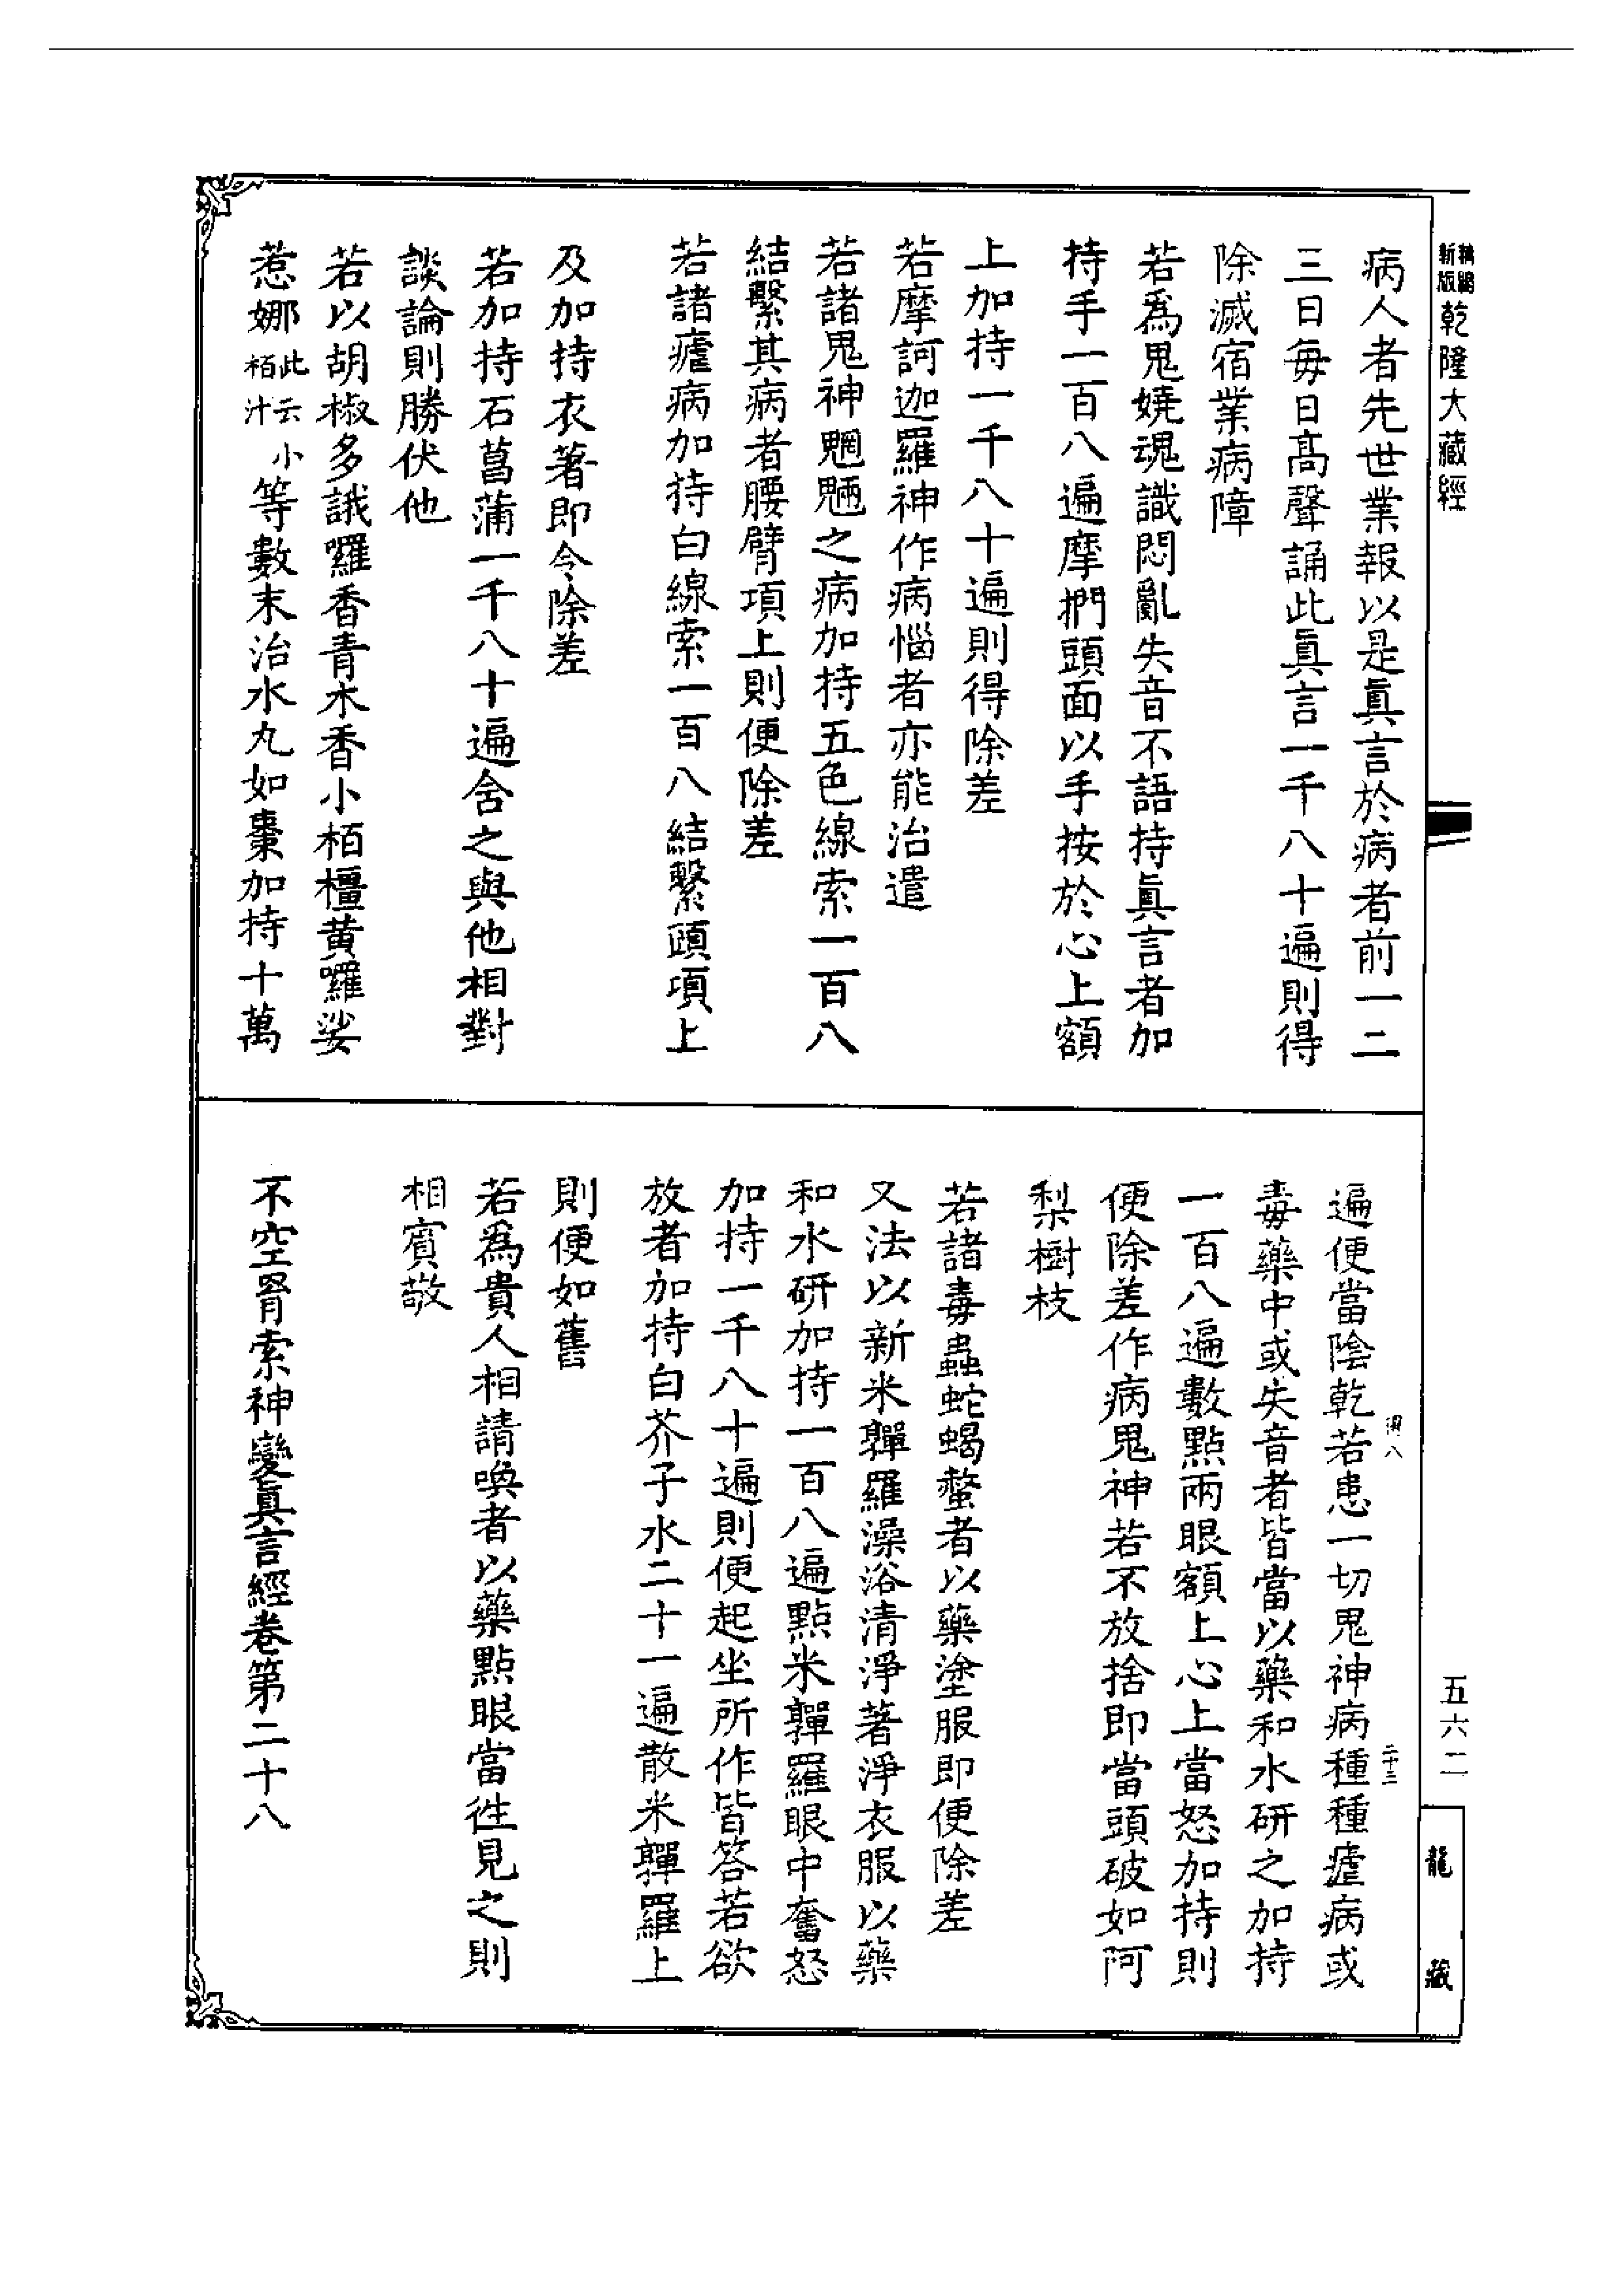 新版精縮乾隆大藏經
病人者先世業報以是眞言於病者前一二
三日每日高聲誦此眞言一千八十遍則得
除滅宿業病障
若爲鬼嬈魂識悶亂失音不語持眞言者加
持手一百八遍摩捫頭面以手按於心上額
上加持一千八十遍則得除差
若摩訶迦羅神作病惱者亦能治遣
若諸鬼神魍魎之病加持五色線索一百八
結繫其病者腰臂項上則便除差
若諸瘧病加持白線索一百八結繫頭項上
及加持衣著即令除差
若加持石菖蒲一千八十遍含之與他相對
談論則勝伏他
若以胡椒多誐囉香青木香小栢橿黃囉娑
惹娜此云小栢汁等數末治水丸如棗加持十萬
遍便當陰乾若患一切鬼神病種種瘧病或
毒藥中或失音者皆當以藥和水研之加持
一百八遍數點兩眼額上心上當怒加持則
便除差作病鬼神若不放捨即當頭破如阿
梨樹枝
若諸毒蟲蛇蝎螫者以藥塗服即便除差
又法以新米軃羅澡浴清淨著淨衣服以藥
和水研加持一百八遍點米軃羅眼中奮怒
加持一千八十遍則便起坐所作皆答若欲
放者加持白芥子水二十一遍散米軃羅上
則便如舊
若爲貴人相請喚者以藥點眼當徃見之則
相賓敬
不空罥索神變眞言經卷第二十八
八
二十三
五六二
龍藏